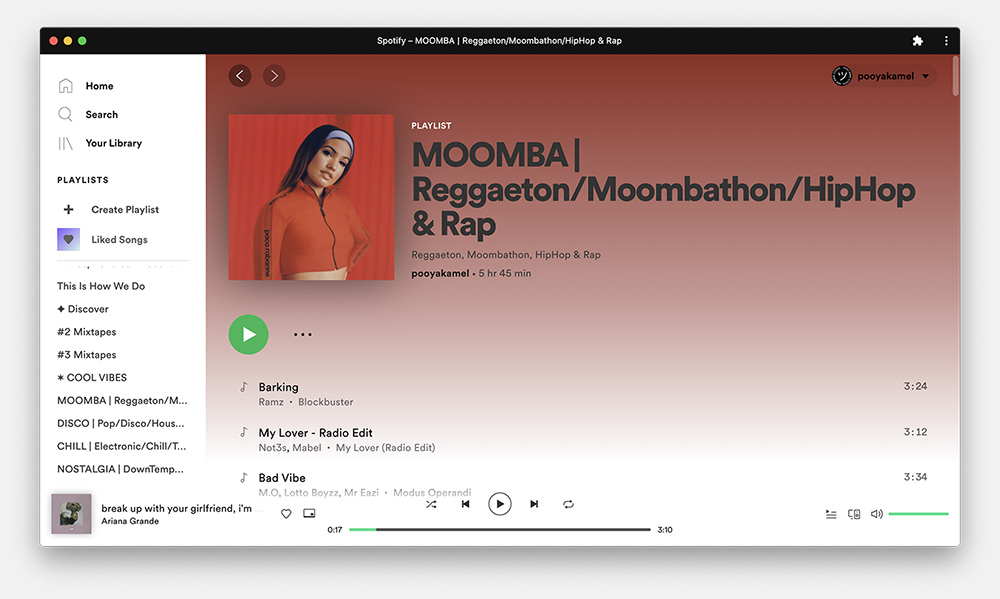 Spotify – MOOMBA | Reggaeton/Moombathon/HipHop & Rap
Home
Search
Your Library
PLAYLISTS
Create Playlist
Liked Songs
This Is How We Do
✦ Discover
#2 Mixtapes
#3 Mixtapes
✶ COOL VIBES
MOOMBA | Reggaeton/M...
DISCO | Pop/Disco/Hous...
CHILL | Electronic/Chill/T...
NOSTALGIA | DownTemp...
pooyakamel
paco rabanne
PLAYLIST
MOOMBA |
Reggaeton/Moombathon/HipHop
& Rap
Reggaeton, Moombathon, HipHop & Rap
pooyakamel • 5 hr 45 min
Barking
3:24
Ramz • Blockbuster
My Lover - Radio Edit
3:12
Not3s, Mabel • My Lover (Radio Edit)
Bad Vibe
3:34
M.O, Lotto Boyzz, Mr Eazi • Modus Operandi
break up with your girlfriend, i'm
Ariana Grande
0:17
3:10